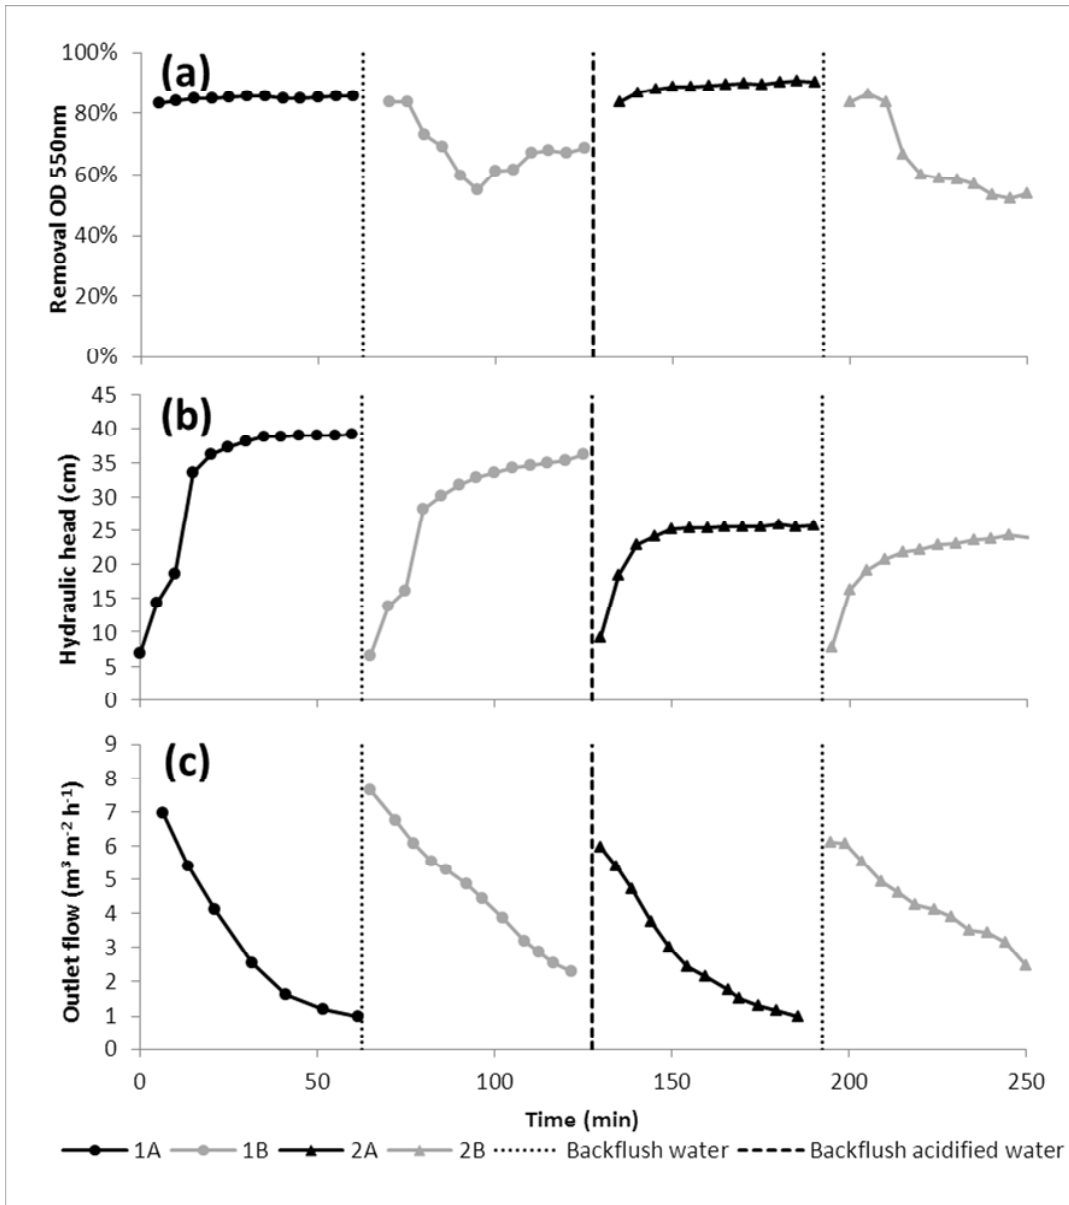 (a)
100%
80%
60%
40%
20%
0%
Removal OD 550nm
(b)
45
40
35
30
25
20
15
10
5
0
Hydraulic head (cm)
(c)
9
8
7
6
5
4
3
2
1
0
Outlet flow (m³ m⁻² h⁻¹)
0 50 100 150 200 250
Time (min)
1A 1B 2A 2B Backflush water Backflush acidified water